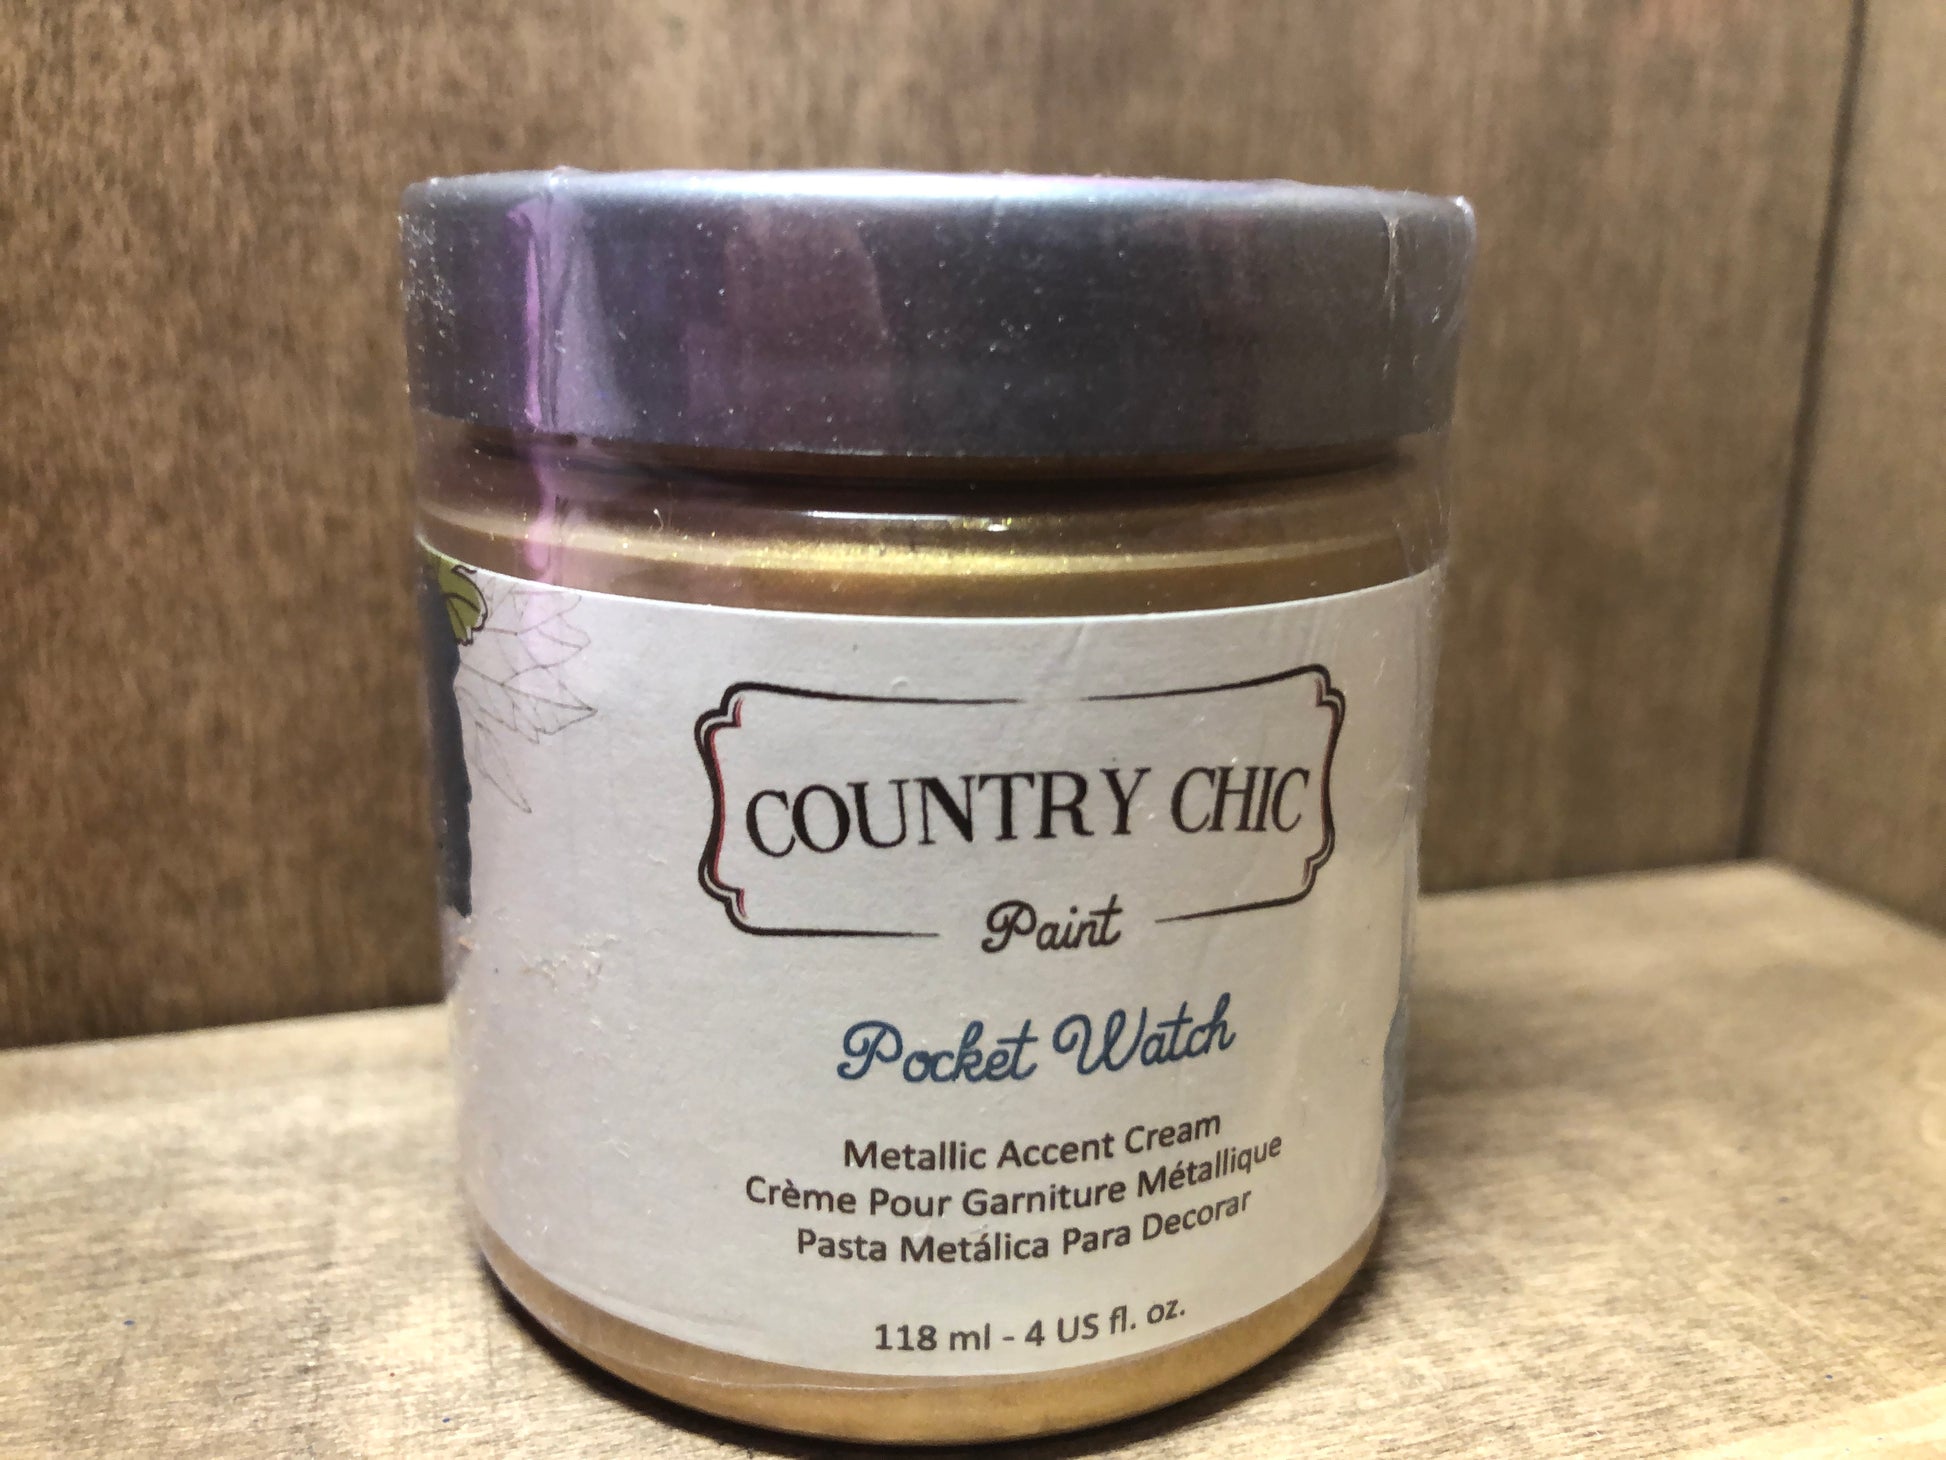 COUNTRY CHIC
Paint
Pocket Watch
Metallic Accent Cream
Crème Pour Garniture Métallique
Pasta Metálica Para Decorar
118 ml - 4 US fl. oz.